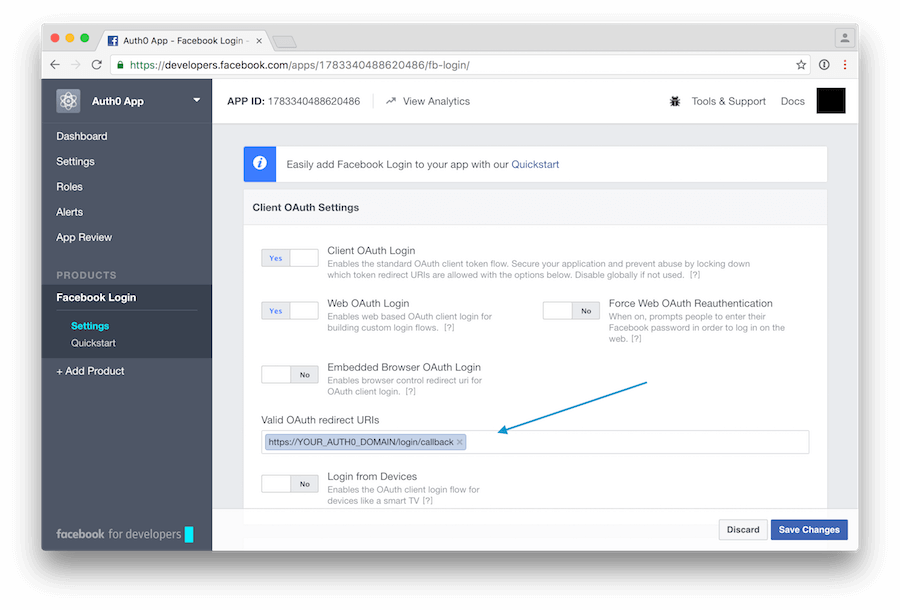 Auth0 App - Facebook Login -
https://developers.facebook.com/apps/1783340488620486/fb-login/
Auth0 App
APP ID: 1783340488620486
View Analytics
Tools & Support
Docs
Dashboard
Settings
Roles
Alerts
App Review
PRODUCTS
Facebook Login
Settings
Quickstart
+ Add Product
facebook for developers
Easily add Facebook Login to your app with our Quickstart
Client OAuth Settings
Yes
Client OAuth Login
Enables the standard OAuth client token flow. Secure your application and prevent abuse by locking down
which token redirect URIs are allowed with the options below. Disable globally if not used. [?]
Yes
Web OAuth Login
Enables web based OAuth client login for
building custom login flows. [?]
No
Force Web OAuth Reauthentication
When on, prompts people to enter their
Facebook password in order to log in on the
web. [?]
No
Embedded Browser OAuth Login
Enables browser control redirect uri for
OAuth client login. [?]
Valid OAuth redirect URIs
https://YOUR_AUTH0_DOMAIN/login/callback ×
No
Login from Devices
Enables the OAuth client login flow for
devices like a smart TV [?]
Discard
Save Changes